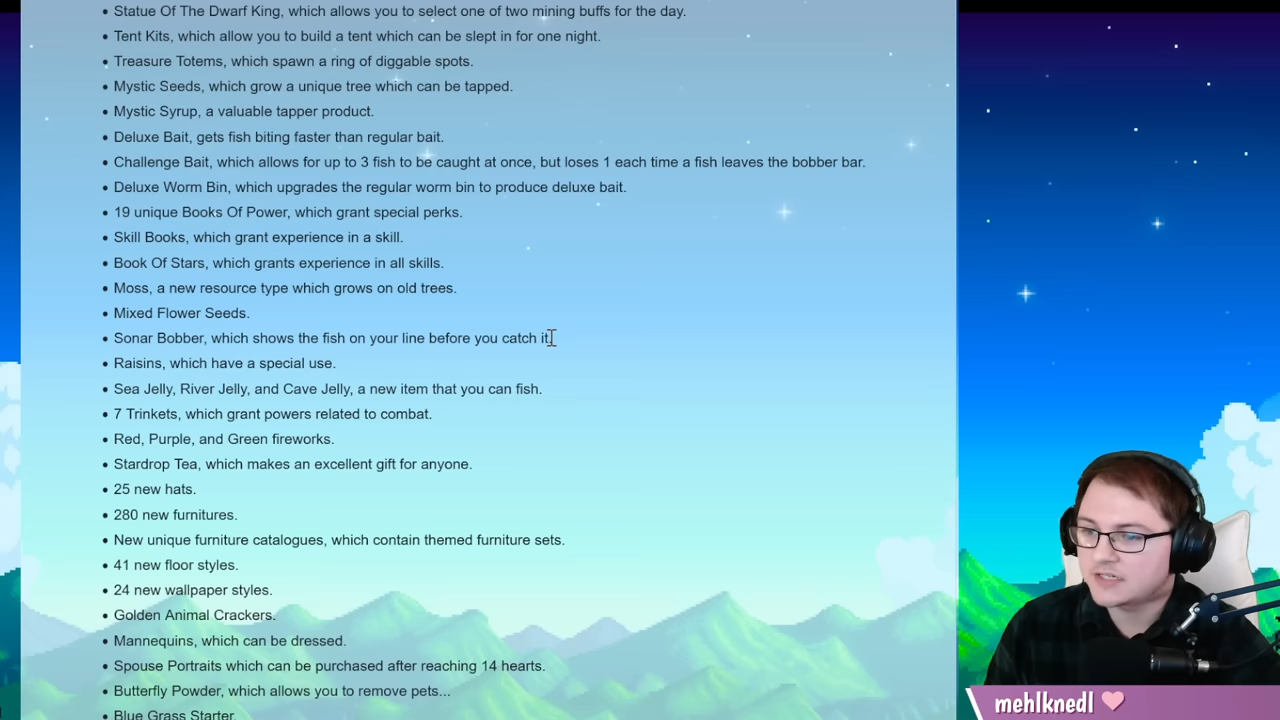 • Statue Of The Dwarf King, which allows you to select one of two mining buffs for the day.
• Tent Kits, which allow you to build a tent which can be slept in for one night.
• Treasure Totems, which spawn a ring of diggable spots.
• Mystic Seeds, which grow a unique tree which can be tapped.
• Mystic Syrup, a valuable tapper product.
• Deluxe Bait, gets fish biting faster than regular bait.
• Challenge Bait, which allows for up to 3 fish to be caught at once, but loses 1 each time a fish leaves the bobber bar.
• Deluxe Worm Bin, which upgrades the regular worm bin to produce deluxe bait.
• 19 unique Books Of Power, which grant special perks.
• Skill Books, which grant experience in a skill.
• Book Of Stars, which grants experience in all skills.
• Moss, a new resource type which grows on old trees.
• Mixed Flower Seeds.
• Sonar Bobber, which shows the fish on your line before you catch it.
• Raisins, which have a special use.
• Sea Jelly, River Jelly, and Cave Jelly, a new item that you can fish.
• 7 Trinkets, which grant powers related to combat.
• Red, Purple, and Green fireworks.
• Stardrop Tea, which makes an excellent gift for anyone.
• 25 new hats.
• 280 new furnitures.
• New unique furniture catalogues, which contain themed furniture sets.
• 41 new floor styles.
• 24 new wallpaper styles.
• Golden Animal Crackers.
• Mannequins, which can be dressed.
• Spouse Portraits which can be purchased after reaching 14 hearts.
• Butterfly Powder, which allows you to remove pets...
• Blue Grass Starter.
mehlknedl